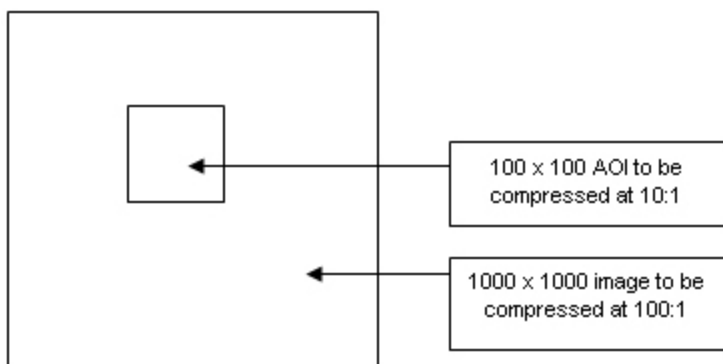 100 x 100 AOI to be
compressed at 10:1
1000 x 1000 image to be
compressed at 100:1